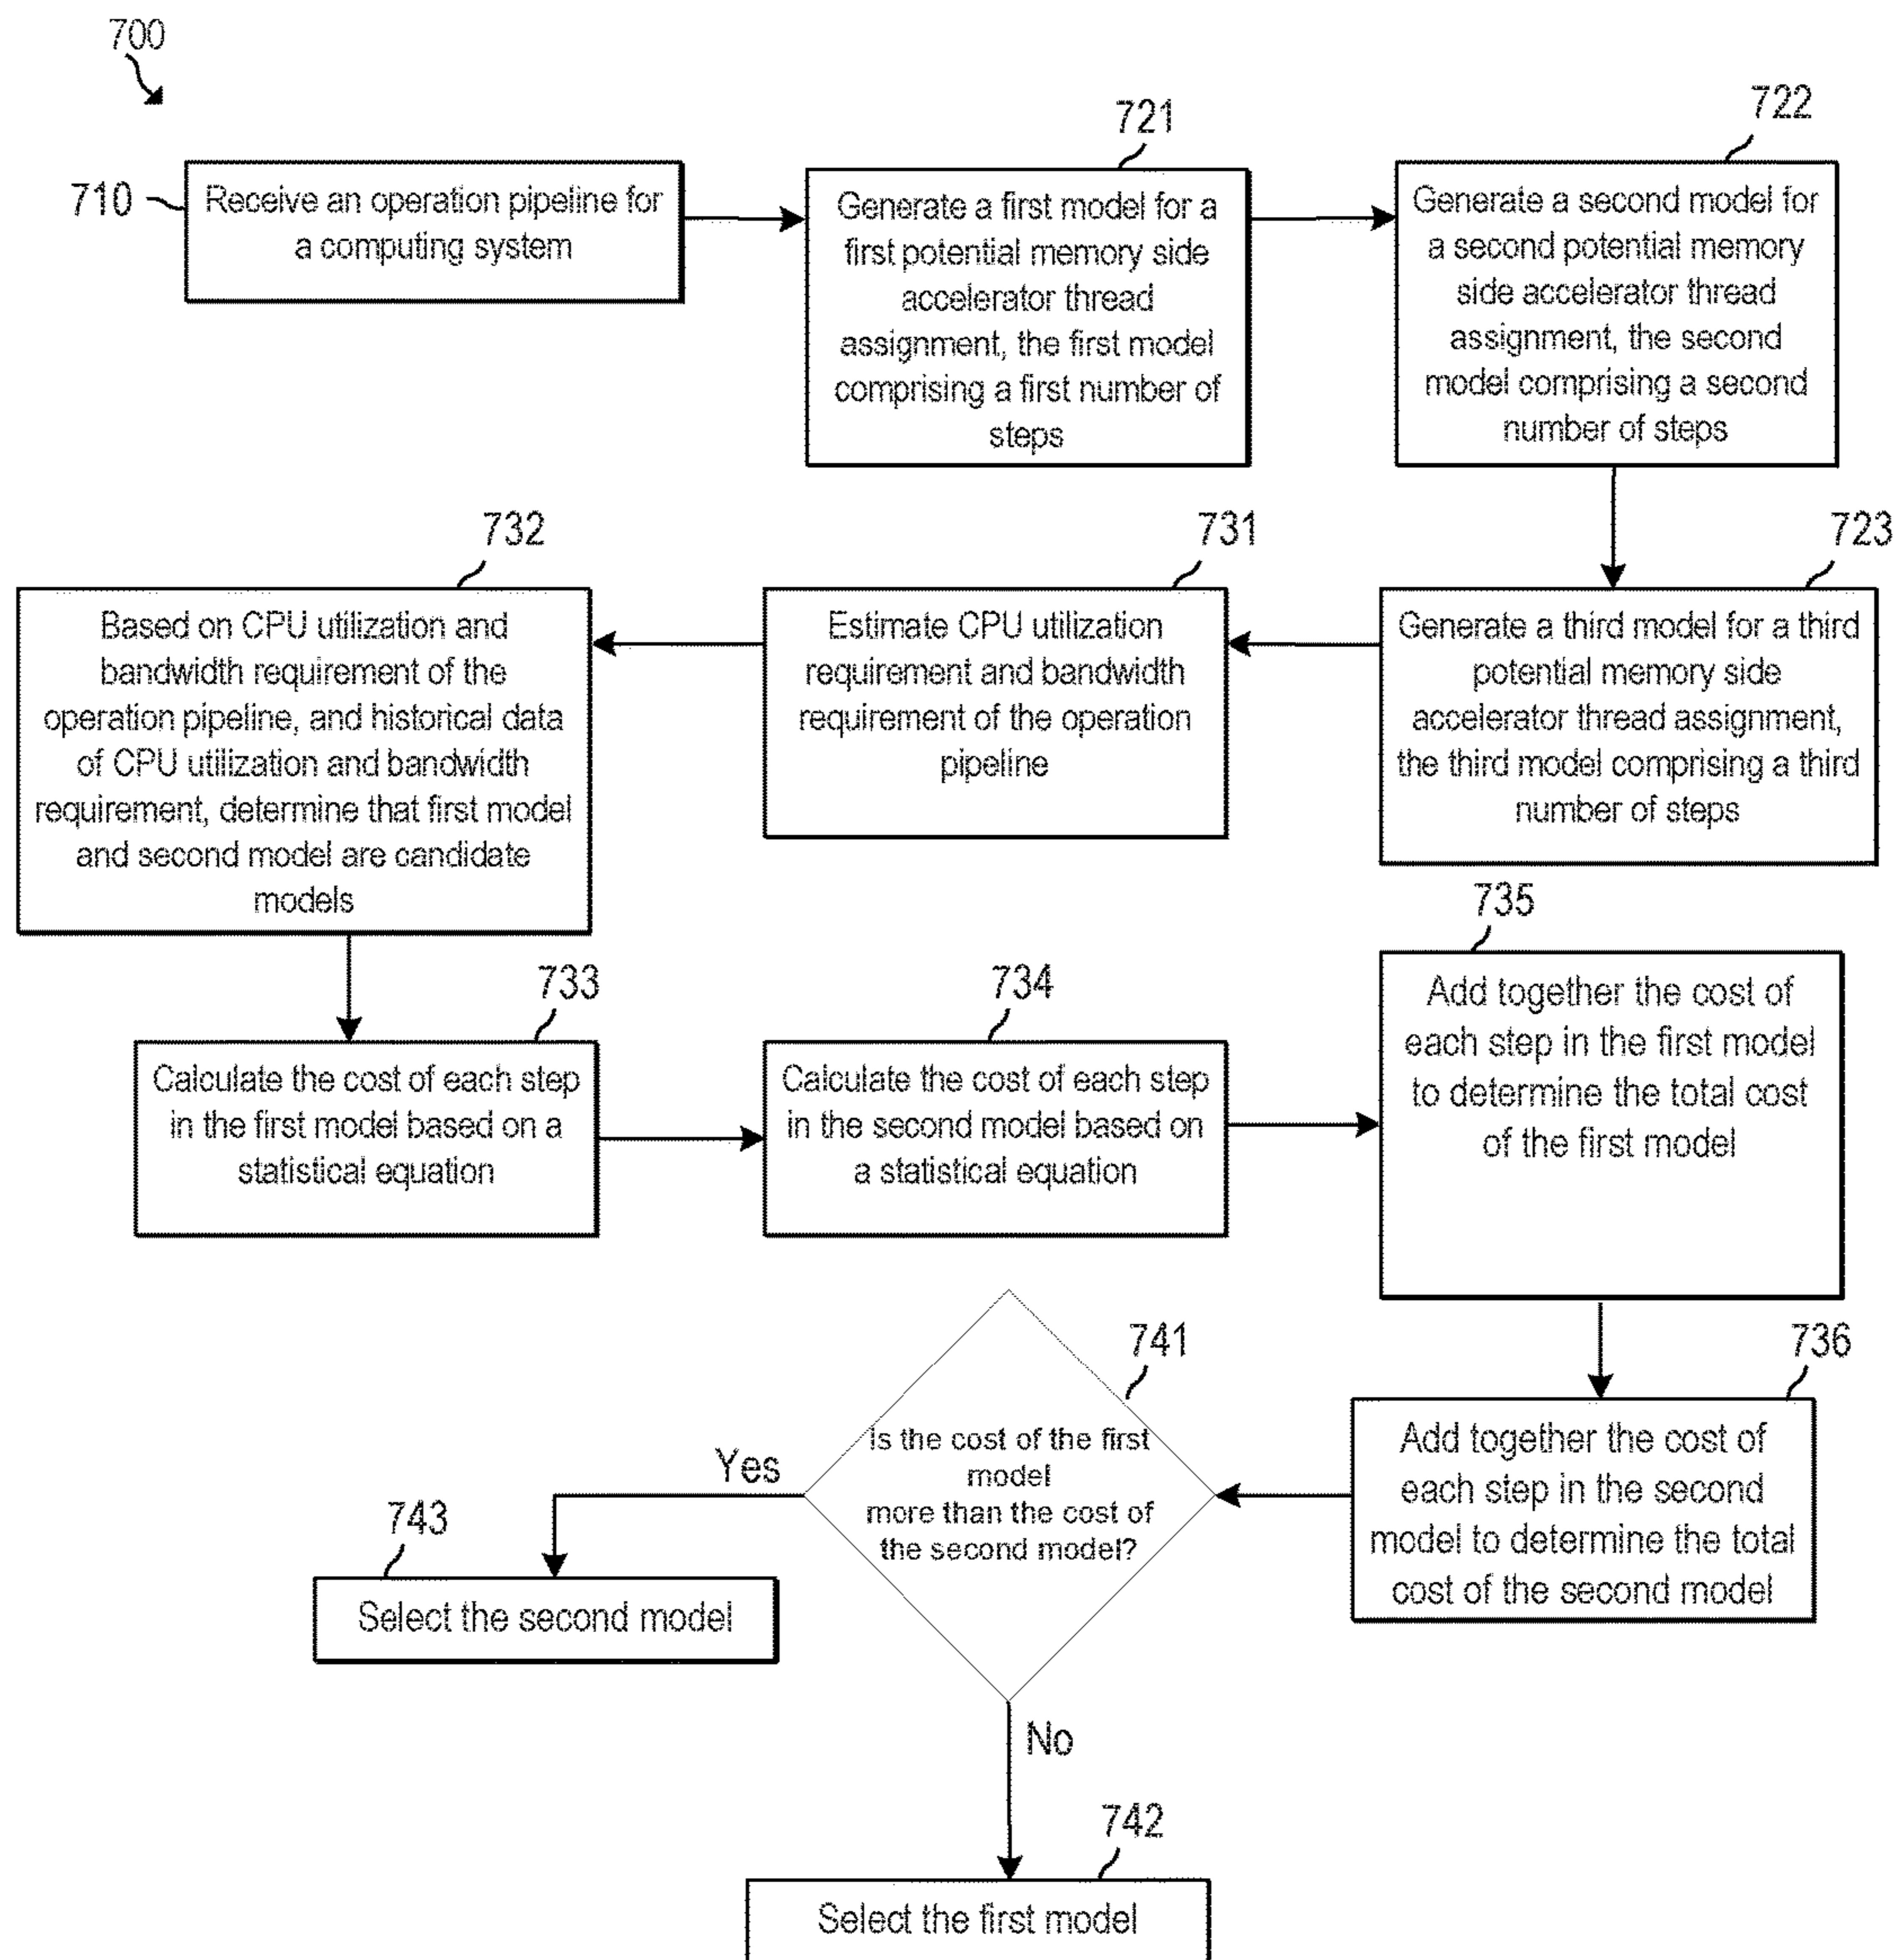 700
710
Receive an operation pipeline for
a computing system
721
Generate a first model for a
first potential memory side
accelerator thread
assignment, the first model
comprising a first number of
steps
722
Generate a second model for
a second potential memory
side accelerator thread
assignment, the second
model comprising a second
number of steps
723
Generate a third model for a third
potential memory side
accelerator thread assignment,
the third model comprising a third
number of steps
731
Estimate CPU utilization
requirement and bandwidth
requirement of the operation
pipeline
732
Based on CPU utilization and
bandwidth requirement of the
operation pipeline, and historical data
of CPU utilization and bandwidth
requirement, determine that first model
and second model are candidate
models
733
Calculate the cost of each step
in the first model based on a
statistical equation
734
Calculate the cost of each step
in the second model based on
a statistical equation
735
Add together the cost of
each step in the first model
to determine the total cost
of the first model
736
Add together the cost of
each step in the second
model to determine the total
cost of the second model
741
Is the cost of the first
model
more than the cost of
the second model?
Yes
743
Select the second model
No
742
Select the first model